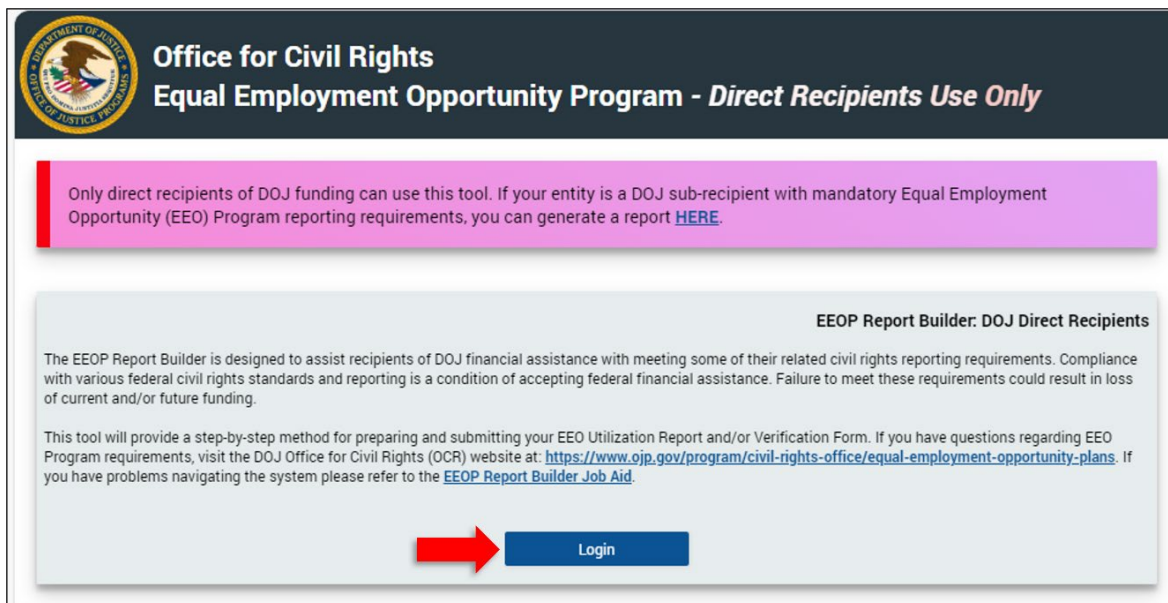 DEPARTMENT OF JUSTICE
OFFICE OF JUSTICE PROGRAMS
Office for Civil Rights
Equal Employment Opportunity Program - Direct Recipients Use Only
Only direct recipients of DOJ funding can use this tool. If your entity is a DOJ sub-recipient with mandatory Equal Employment
Opportunity (EEO) Program reporting requirements, you can generate a report HERE.
EEOP Report Builder: DOJ Direct Recipients
The EEOP Report Builder is designed to assist recipients of DOJ financial assistance with meeting some of their related civil rights reporting requirements. Compliance
with various federal civil rights standards and reporting is a condition of accepting federal financial assistance. Failure to meet these requirements could result in loss
of current and/or future funding.
This tool will provide a step-by-step method for preparing and submitting your EEO Utilization Report and/or Verification Form. If you have questions regarding EEO
Program requirements, visit the DOJ Office for Civil Rights (OCR) website at: https://www.ojp.gov/program/civil-rights-office/equal-employment-opportunity-plans. If
you have problems navigating the system please refer to the EEOP Report Builder Job Aid.
Login